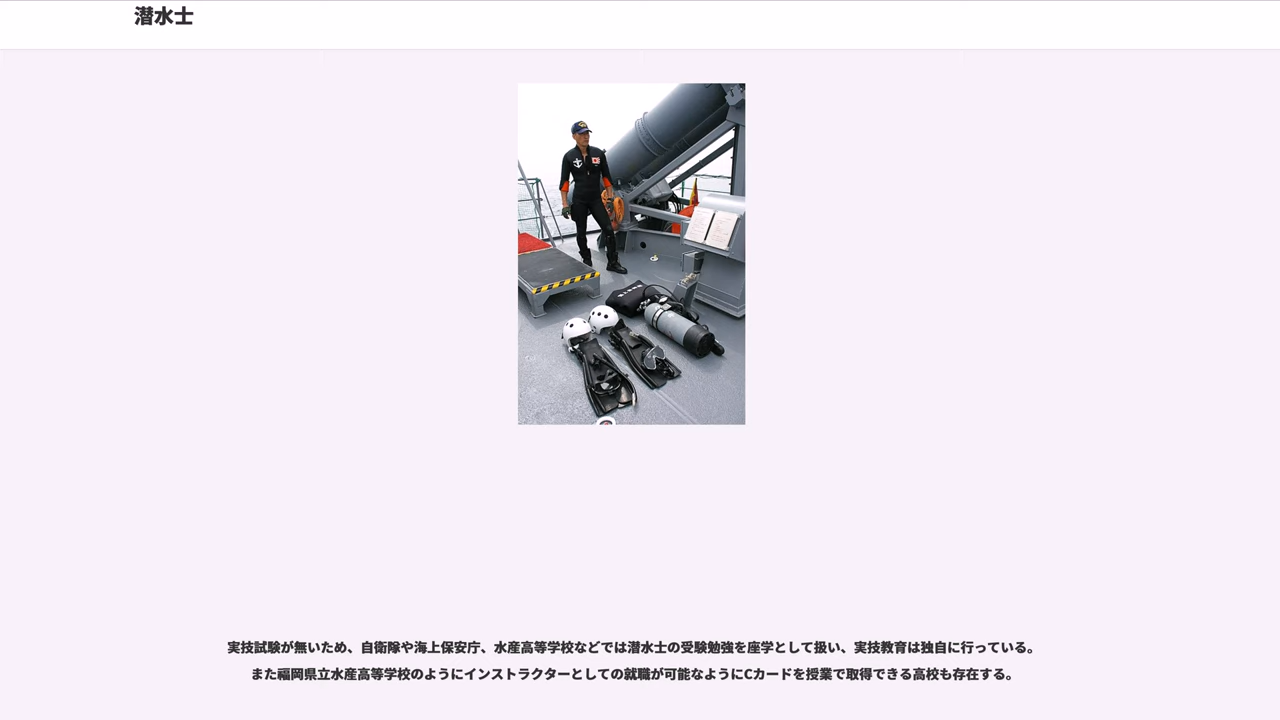 潜水士
実技試験が無いため、自衛隊や海上保安庁、水産高等学校などでは潜水士の受験勉強を座学として扱い、実技教育は独自に行っている。
また福岡県立水産高等学校のようにインストラクターとしての就職が可能なようにCカードを授業で取得できる高校も存在する。